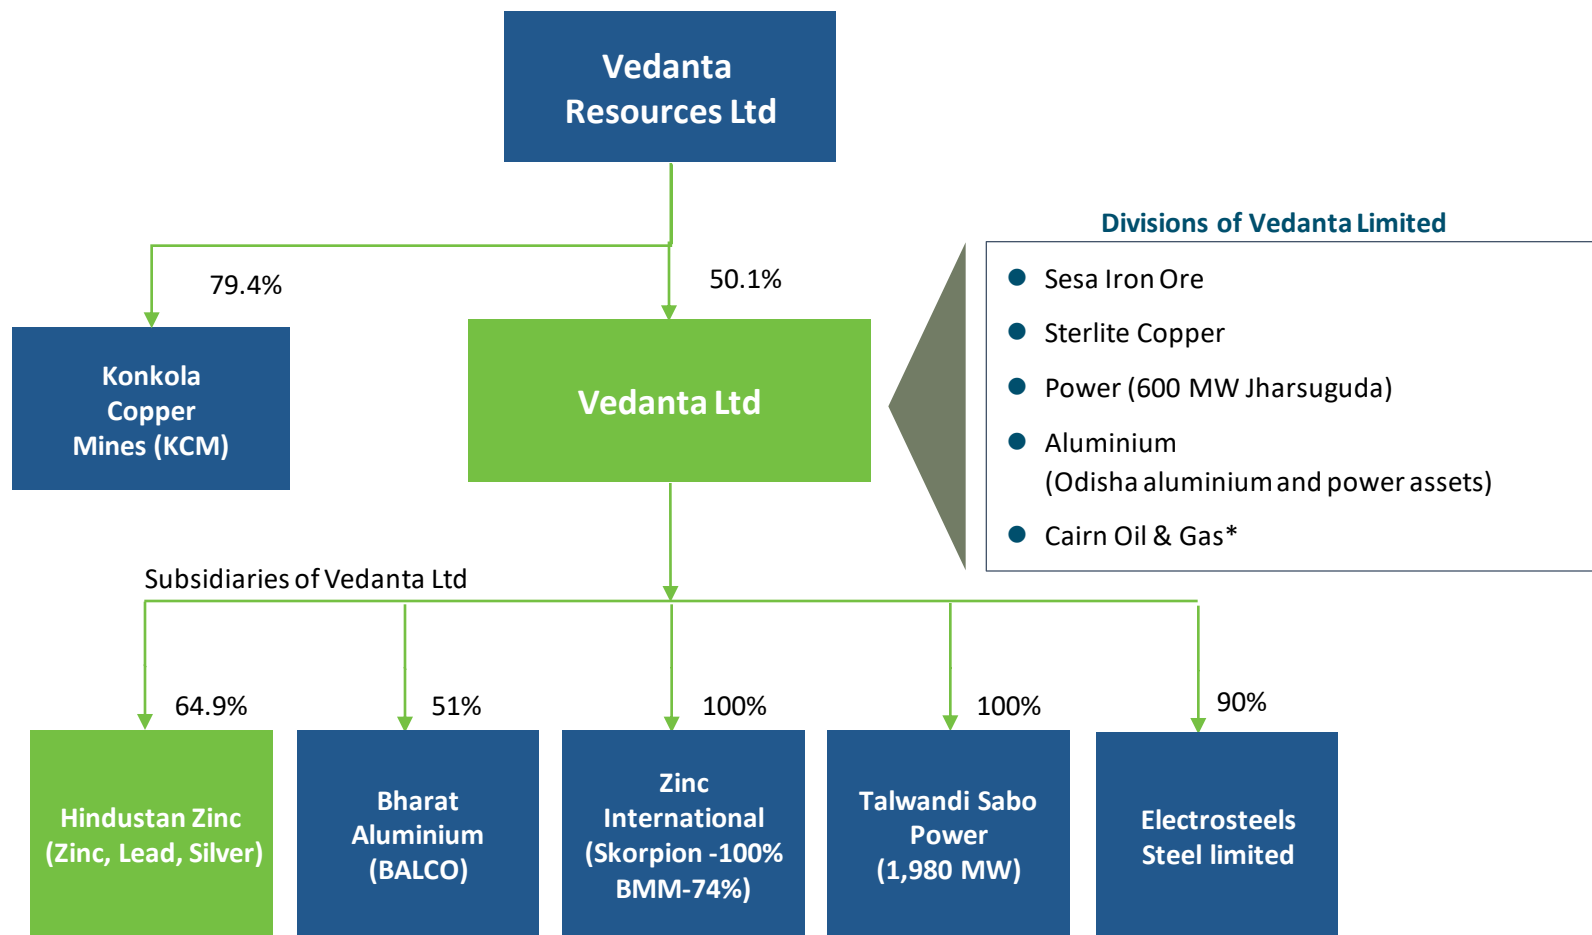 Vedanta
Resources Ltd
Divisions of Vedanta Limited
79.4%
50.1%
Sesa Iron Ore
Sterlite Copper
Power (600 MW Jharsuguda)
Aluminium
(Odisha aluminium and power assets)
Cairn Oil & Gas*
Konkola
Copper
Mines (KCM)
Vedanta Ltd
Subsidiaries of Vedanta Ltd
64.9%
51%
100%
100%
90%
Hindustan Zinc
(Zinc, Lead, Silver)
Bharat
Aluminium
(BALCO)
Zinc
International
(Skorpion -100%
BMM-74%)
Talwandi Sabo
Power
(1,980 MW)
Electrosteels
Steel limited